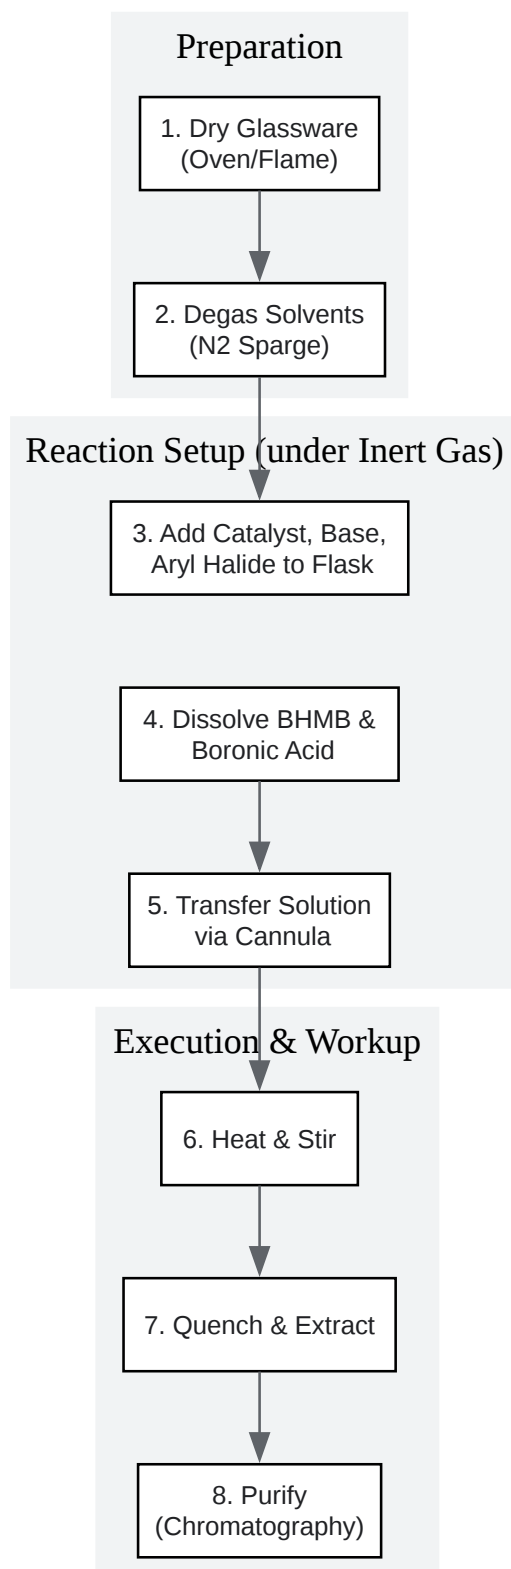 Preparation
1. Dry Glassware
(Oven/Flame)
2. Degas Solvents
(N2 Sparge)
Reaction Setup (under Inert Gas)
3. Add Catalyst, Base,
Aryl Halide to Flask
4. Dissolve BHMB &
Boronic Acid
5. Transfer Solution
via Cannula
Execution & Workup
6. Heat & Stir
7. Quench & Extract
8. Purify
(Chromatography)